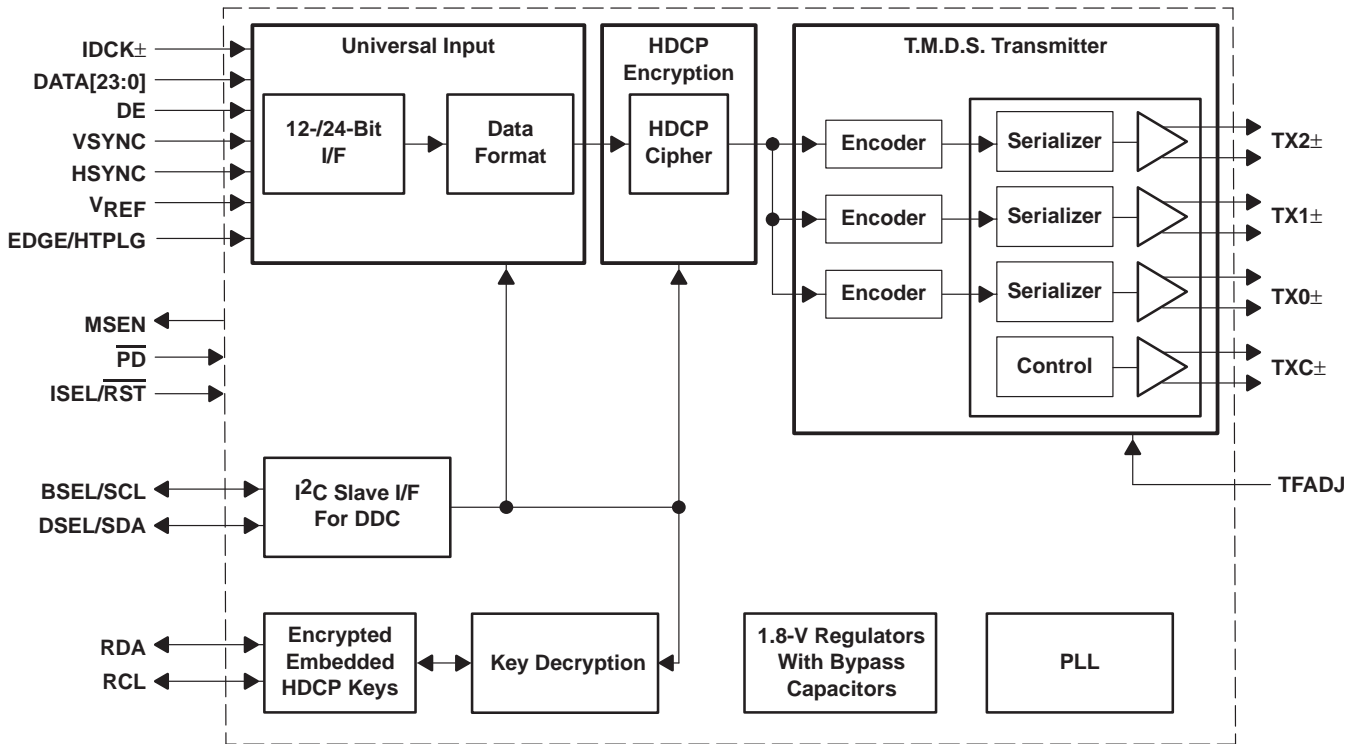 IDCK±
DATA[23:0]
DE
VSYNC
HSYNC
VREF
EDGE/HTPLG
MSEN
PD
ISEL/RST
BSEL/SCL
DSEL/SDA
RDA
RCL
Universal Input
12-/24-Bit
I/F
Data
Format
HDCP
Encryption
HDCP
Cipher
T.M.D.S. Transmitter
Encoder
Serializer
TX2±
Encoder
Serializer
TX1±
Encoder
Serializer
TX0±
Control
TXC±
TFADJ
I2C Slave I/F
For DDC
Encrypted
Embedded
HDCP Keys
Key Decryption
1.8-V Regulators
With Bypass
Capacitors
PLL